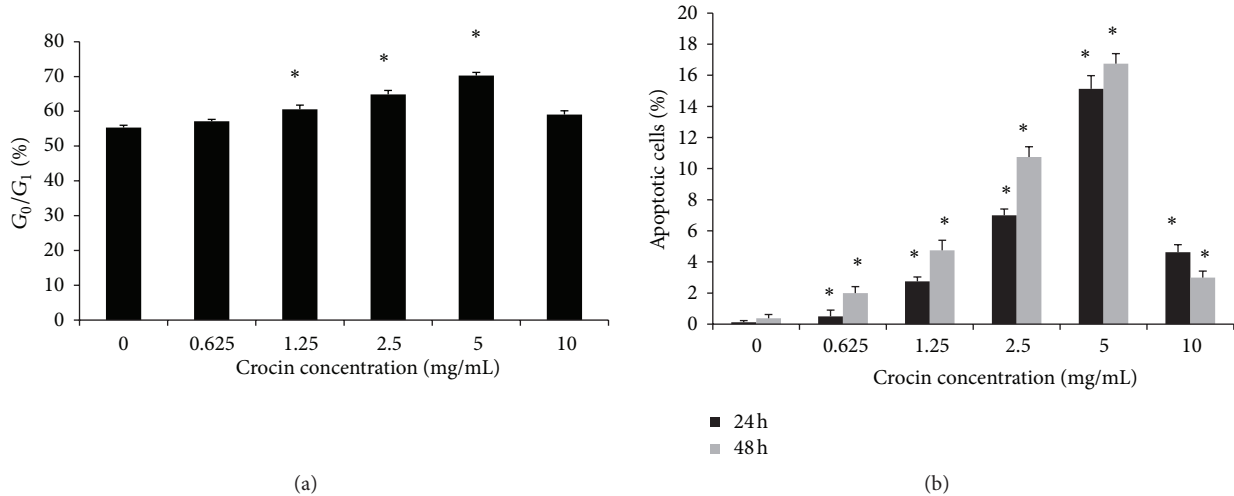 80
70
60
50
40
30
20
10
0
G0/G1 (%)
* * *
0 0.625 1.25 2.5 5 10
Crocin concentration (mg/mL)
(a)
20
18
16
14
12
10
8
6
4
2
0
Apoptotic cells (%)
* * * * * * * * * *
0 0.625 1.25 2.5 5 10
Crocin concentration (mg/mL)
24 h
48 h
(b)